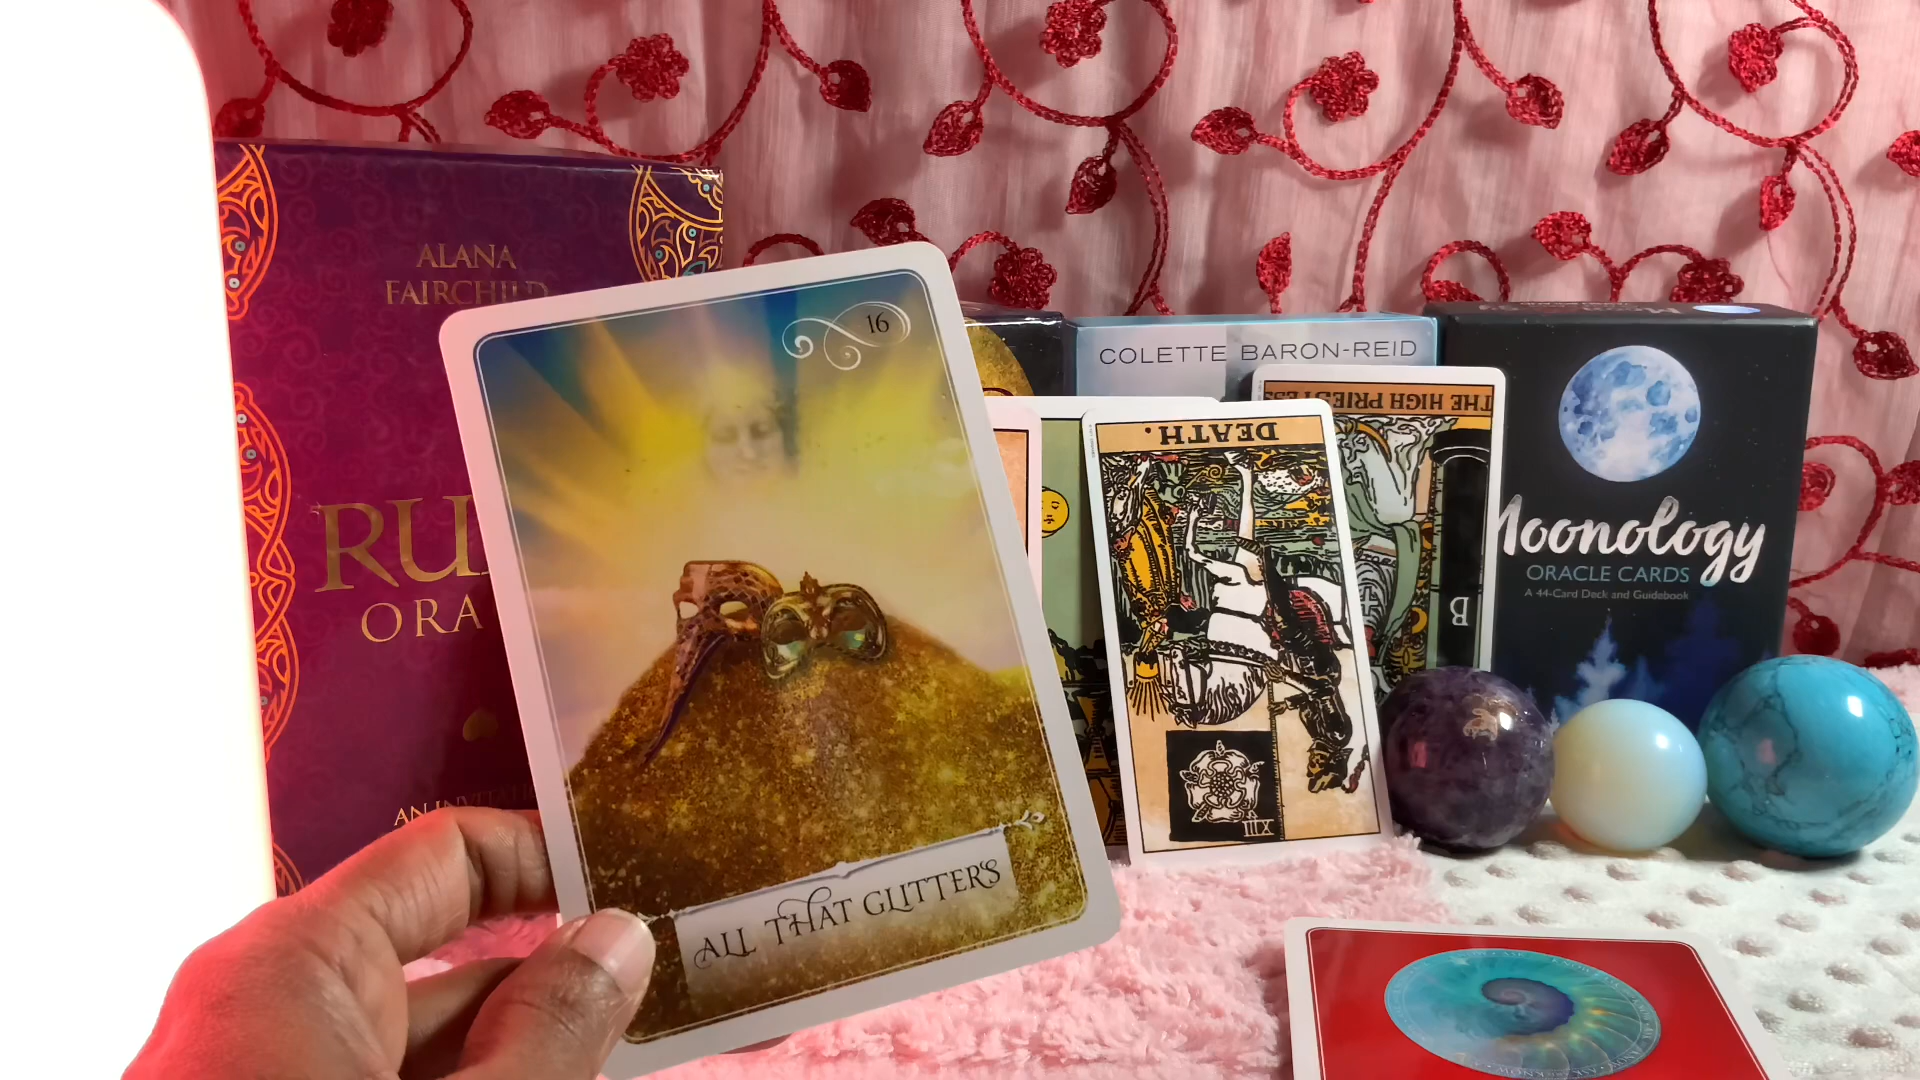 ALANA
FAIRCHILD
RU
ORA
16
ALL THAT GLITTERS
COLETTE BARON-REID
THE HIGH PRIESTESS
B
DEATH.
XIII
Moonology
ORACLE CARDS
A 44-Card Deck and Guidebook